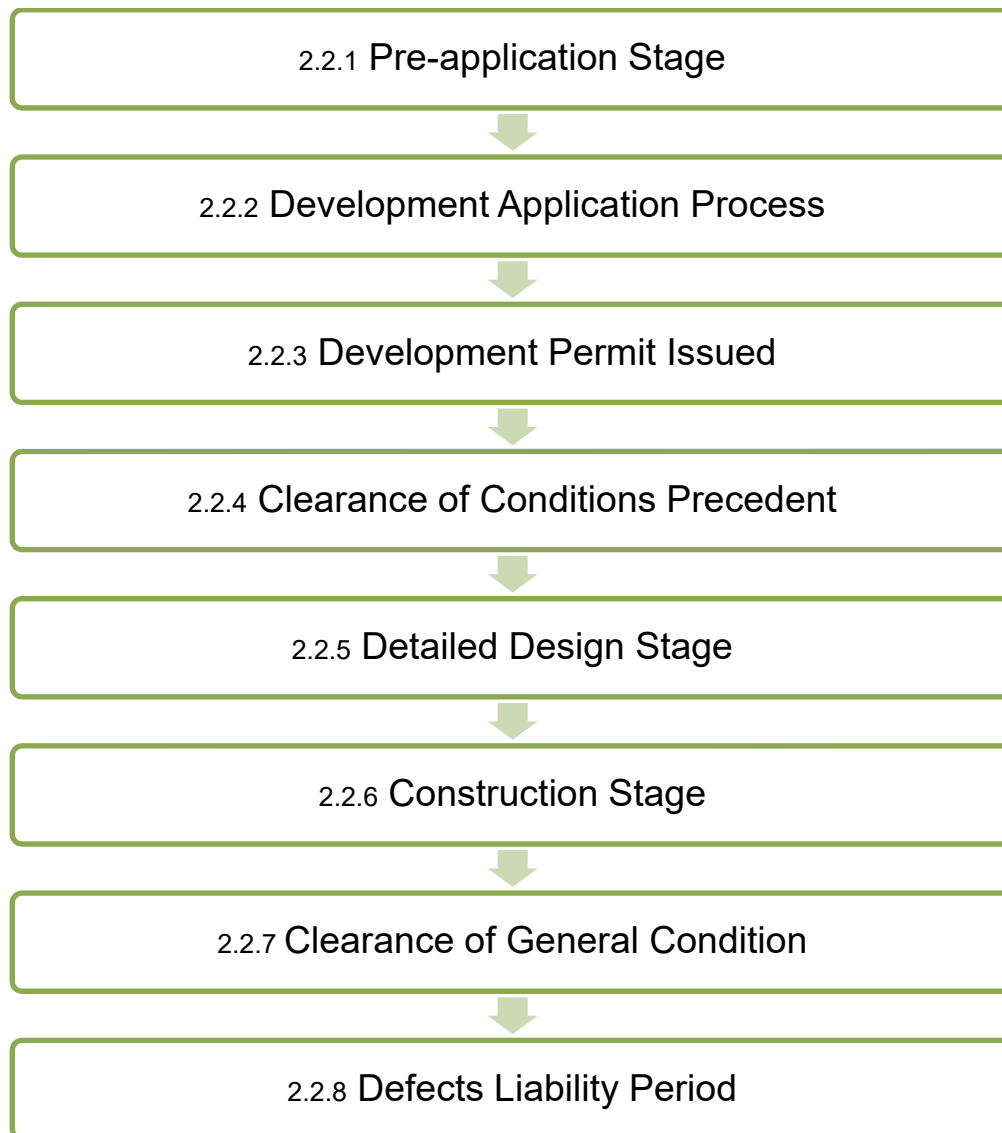 2.2.1 Pre-application Stage
2.2.2 Development Application Process
2.2.3 Development Permit Issued
2.2.4 Clearance of Conditions Precedent
2.2.5 Detailed Design Stage
2.2.6 Construction Stage
2.2.7 Clearance of General Condition
2.2.8 Defects Liability Period